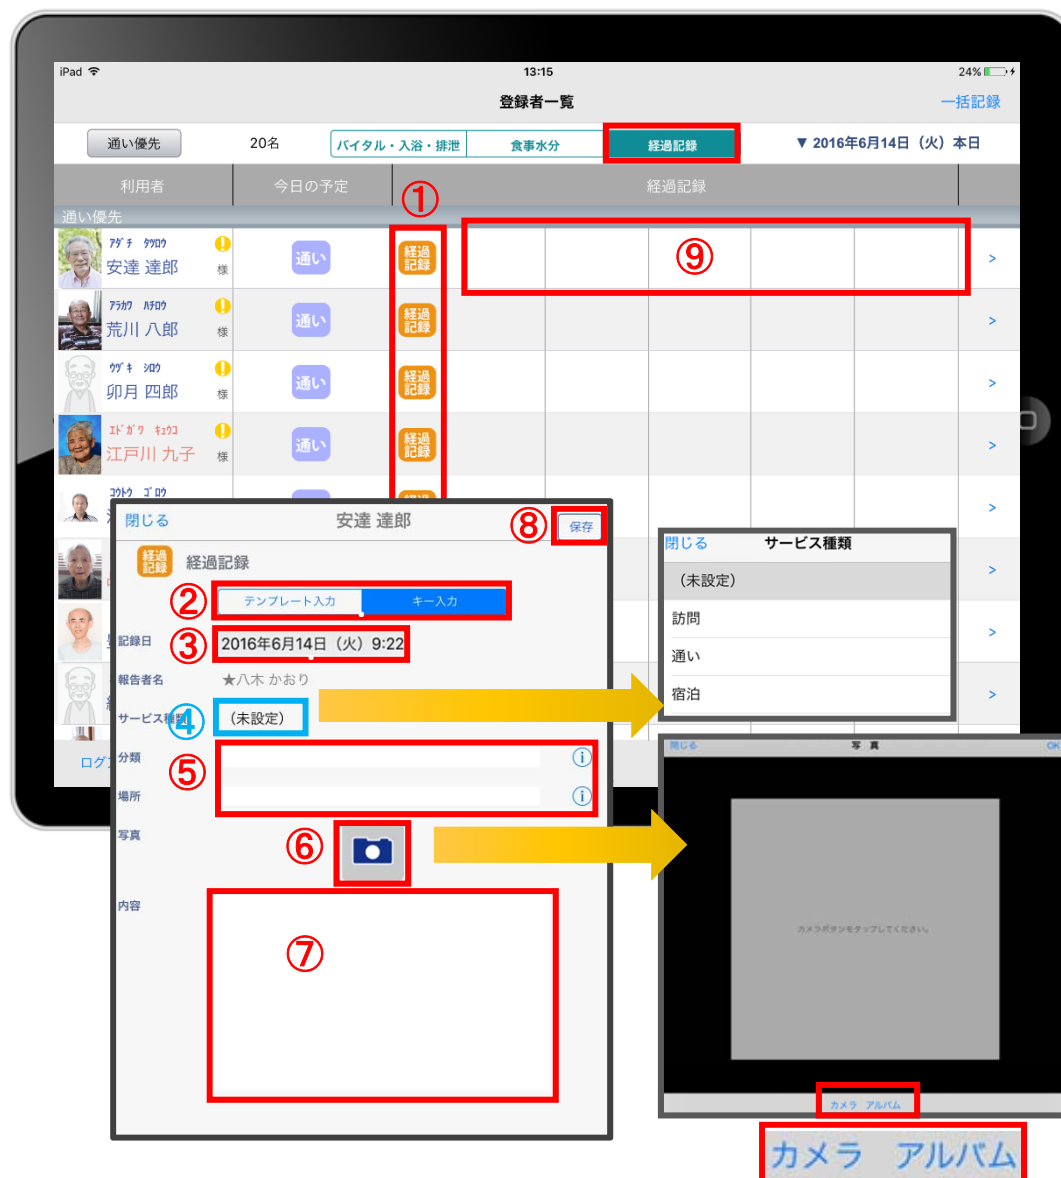 iPad 13:15 24%
登録者一覧 一括記録
通い優先 20名 バイタル・入浴・排泄 食事水分 経過記録 ▼ 2016年6月14日（火）本日
利用者 今日の予定 経過記録
①
通い優先
ｱﾀﾞﾁ ﾀﾂﾛｳ
安達 達郎 様 通い 経過記録 ⑨ >
ｱﾗｶﾜ ﾊﾁﾛｳ
荒川 八郎 様 通い 経過記録 >
ｳﾂﾞｷ ｼﾛｳ
卯月 四郎 様 通い 経過記録 >
ｴﾄﾞｶﾞﾜ ｷｭｳｺ
江戸川 九子 様 通い 経過記録 >
ｺｳﾄｳ ｺﾞﾛｳ
>
>
>
>
ログ
閉じる 安達 達郎 ⑧ 保存
経過記録 経過記録
② テンプレート入力 キー入力
記録日 ③ 2016年6月14日（火）9:22
報告者名 ★八木 かおり
サービス種類 ④ （未設定）
分類 ⑤
場所
写真 ⑥
内容
⑦
閉じる サービス種類
（未設定）
訪問
通い
宿泊
閉じる 写 真 OK
カメラボタンをタップしてください。
カメラ アルバム
カメラ アルバム